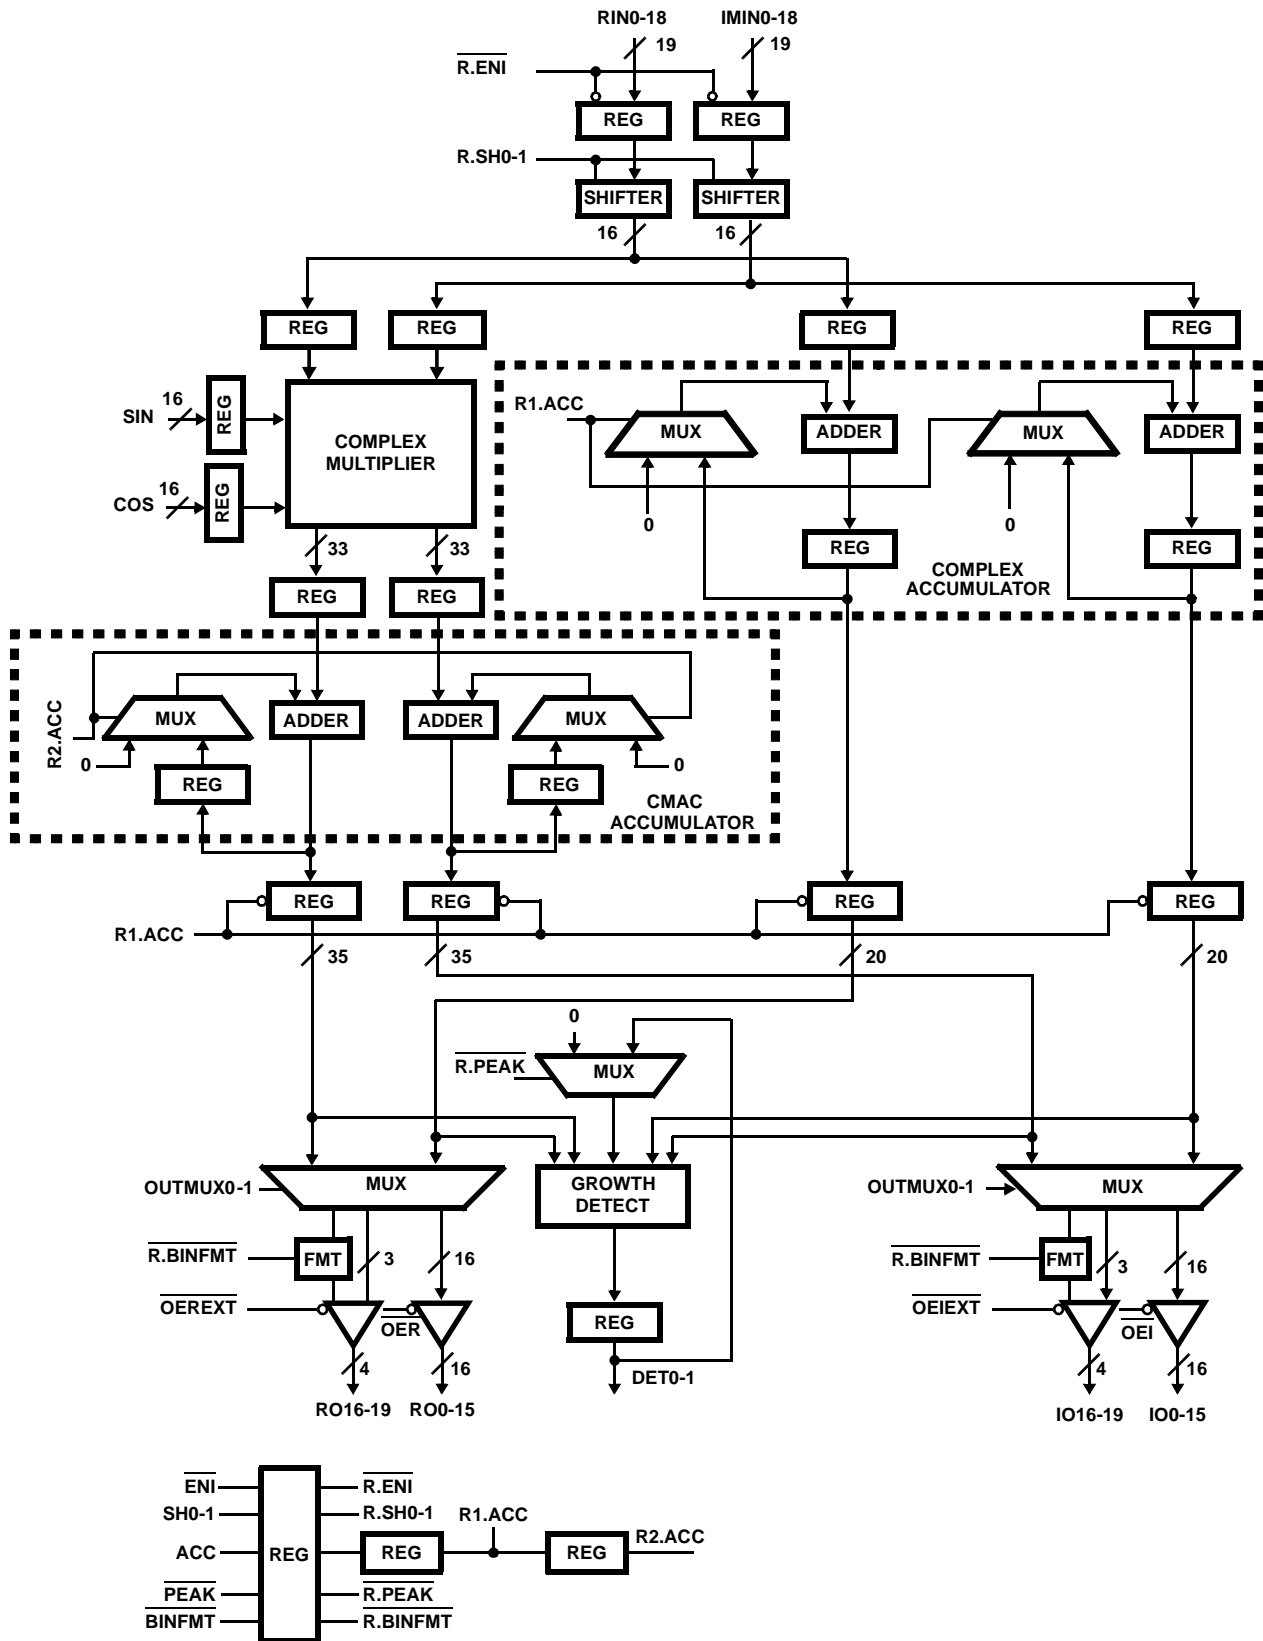 RIN0-18 IMIN0-18
19 19
R.ENI
REG REG
R.SH0-1
SHIFTER SHIFTER
16 16
REG REG REG REG
SIN 16 REG
COMPLEX
MULTIPLIER
COS 16 REG
R1.ACC
MUX ADDER MUX ADDER
0 0
REG REG
COMPLEX
ACCUMULATOR
33 33
REG REG
R2.ACC
MUX ADDER ADDER MUX
0 0
REG REG
CMAC
ACCUMULATOR
REG REG REG REG
R1.ACC
35 35 20 20
0
R.PEAK
MUX
OUTMUX0-1 MUX
GROWTH
DETECT
OUTMUX0-1 MUX
R.BINFMT FMT 3 16
R.BINFMT FMT 3 16
OEREXT OER
REG
OEIEXT OEI
4 16
DET0-1
4 16
RO16-19 RO0-15
IO16-19 IO0-15
ENI R.ENI
SH0-1 R.SH0-1
R1.ACC
R2.ACC
ACC REG REG REG
PEAK R.PEAK
BINFMT R.BINFMT